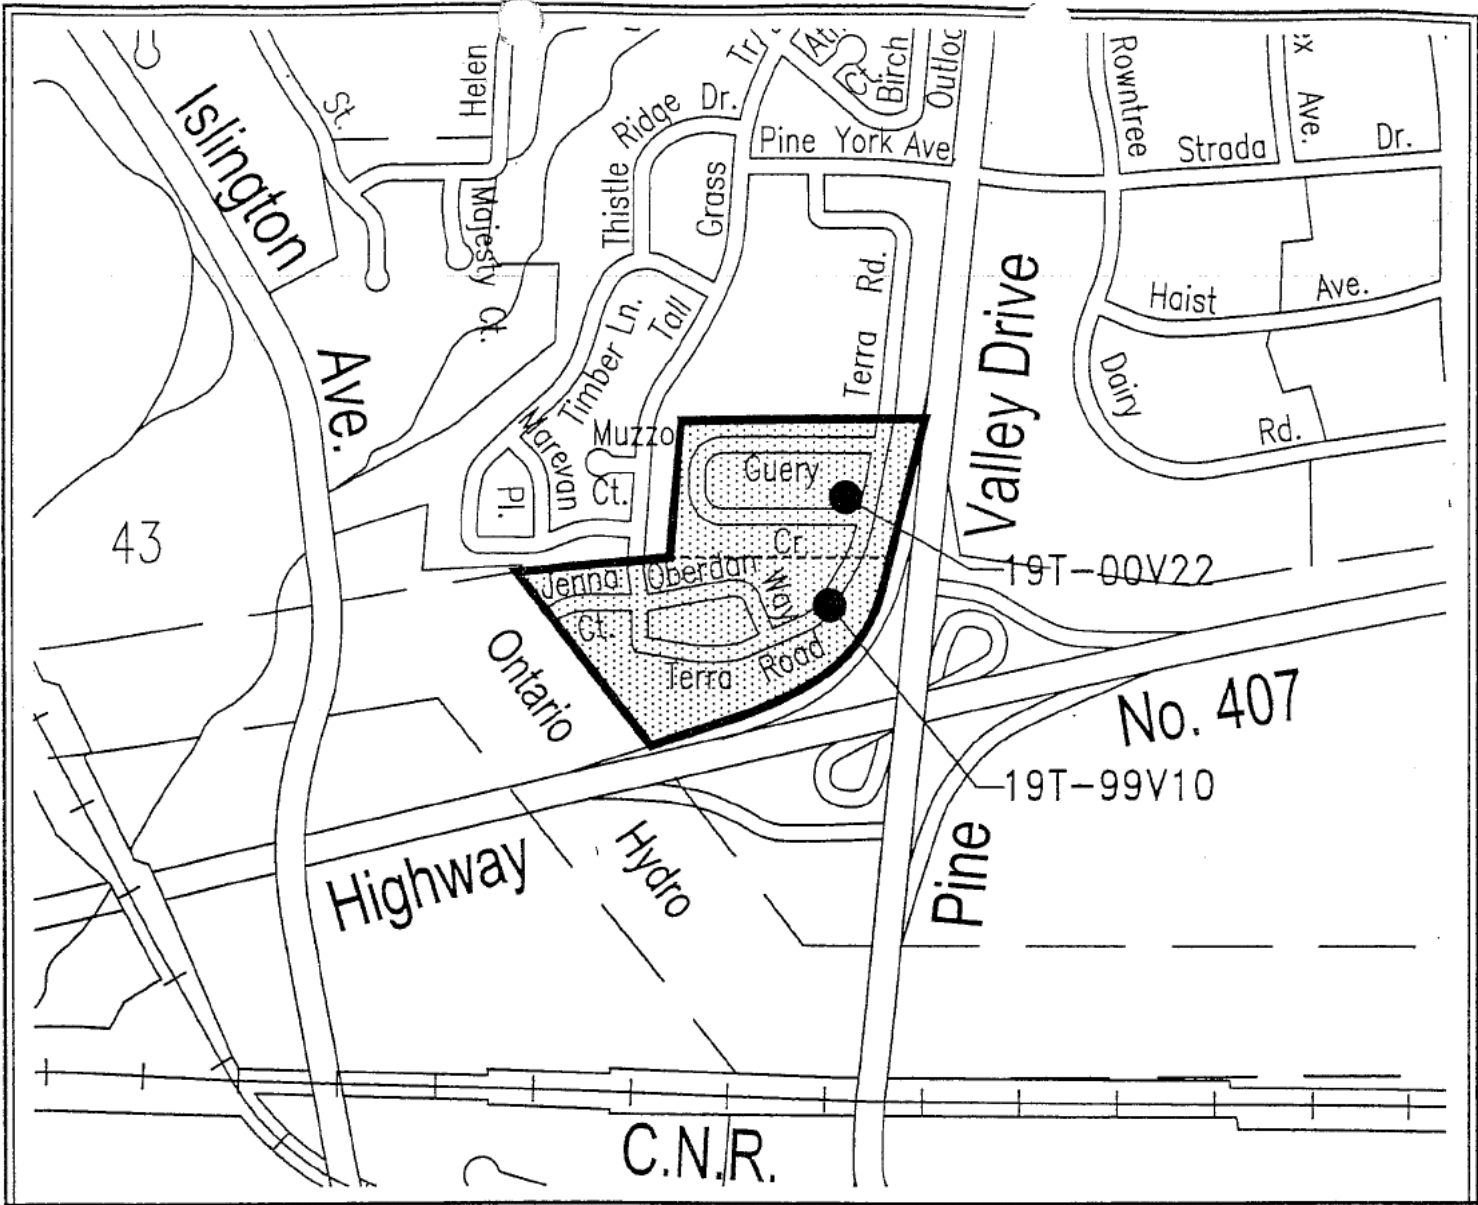 Islington
Ave.
St.
Helen
Majesty Ct.
Thistle Ridge Dr.
Tall Grass Tr.
Ct.
Birch
Outloo
Pine York Ave
Rowntree
Dairy
Rd.
Ave.
Strada Dr.
Haist Ave.
Timber Ln.
Marevan
Pl.
Muzzo
Ct.
Terra Rd.
Pine Valley Drive
Guery
Cr.
43
19T-00V22
Jenna
Ct.
Oberdan
Way
Terra Road
19T-99V10
Ontario
Hydro
Highway No. 407
C.N.R.